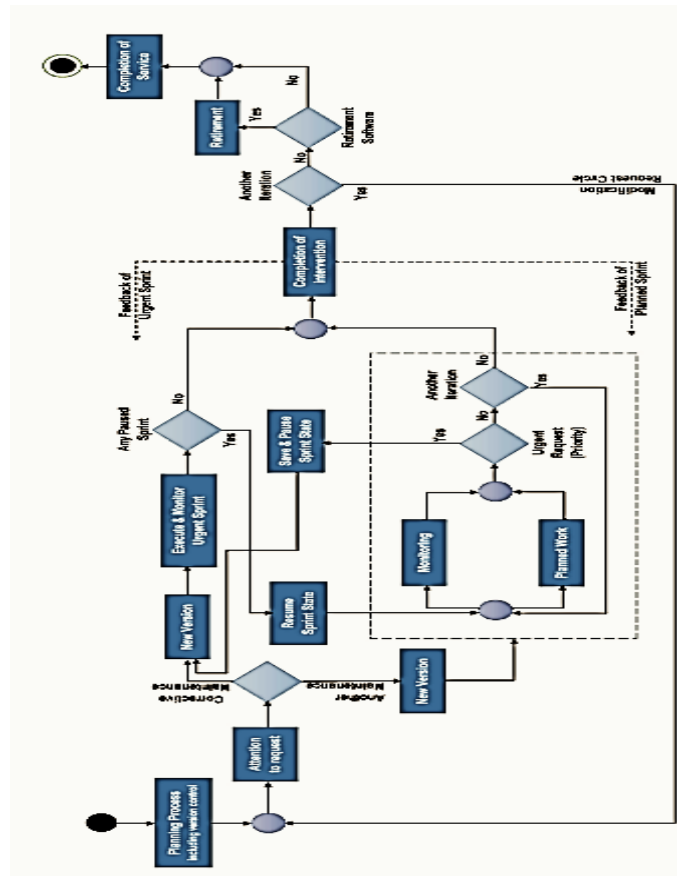 Planning Process
including version control
Attention
to request
Corrective
Maintenance
Another
Maintenance
New Version
New Version
Execute & Monitor
Urgent Sprint
Resume
Sprint State
Save & Pause
Sprint State
Any Paused
Sprint
Yes
No
Monitoring
Planned Work
Urgent
Request
(Priority)
Yes
No
Another
Iteration
Yes
No
Feedback of
Urgent Sprint
Feedback of
Planned Sprint
Completion of
Intervention
Another
Iteration
Yes
No
Modification
Request Circle
Retirement
Software
Yes
No
Retirement
Completion of
Service